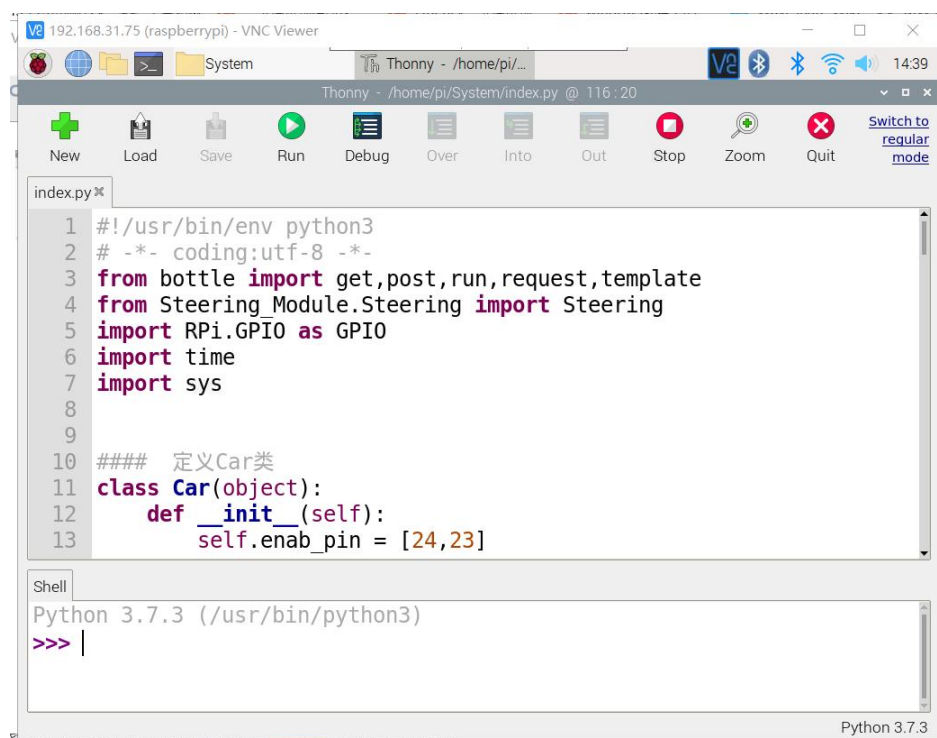 192.168.31.75 (raspberrypi) - VNC Viewer
System
Thonny - /home/pi/...
14:39
Thonny - /home/pi/System/index.py @ 116 : 20
New Load Save Run Debug Over Into Out Stop Zoom Quit
Switch to
regular
mode
index.py
1 #!/usr/bin/env python3
2 # -*- coding:utf-8 -*-
3 from bottle import get,post,run,request,template
4 from Steering_Module.Steering import Steering
5 import RPi.GPIO as GPIO
6 import time
7 import sys
8
9
10 #### 定义Car类
11 class Car(object):
12     def __init__(self):
13         self.enab_pin = [24,23]
Shell
Python 3.7.3 (/usr/bin/python3)
>>>
Python 3.7.3